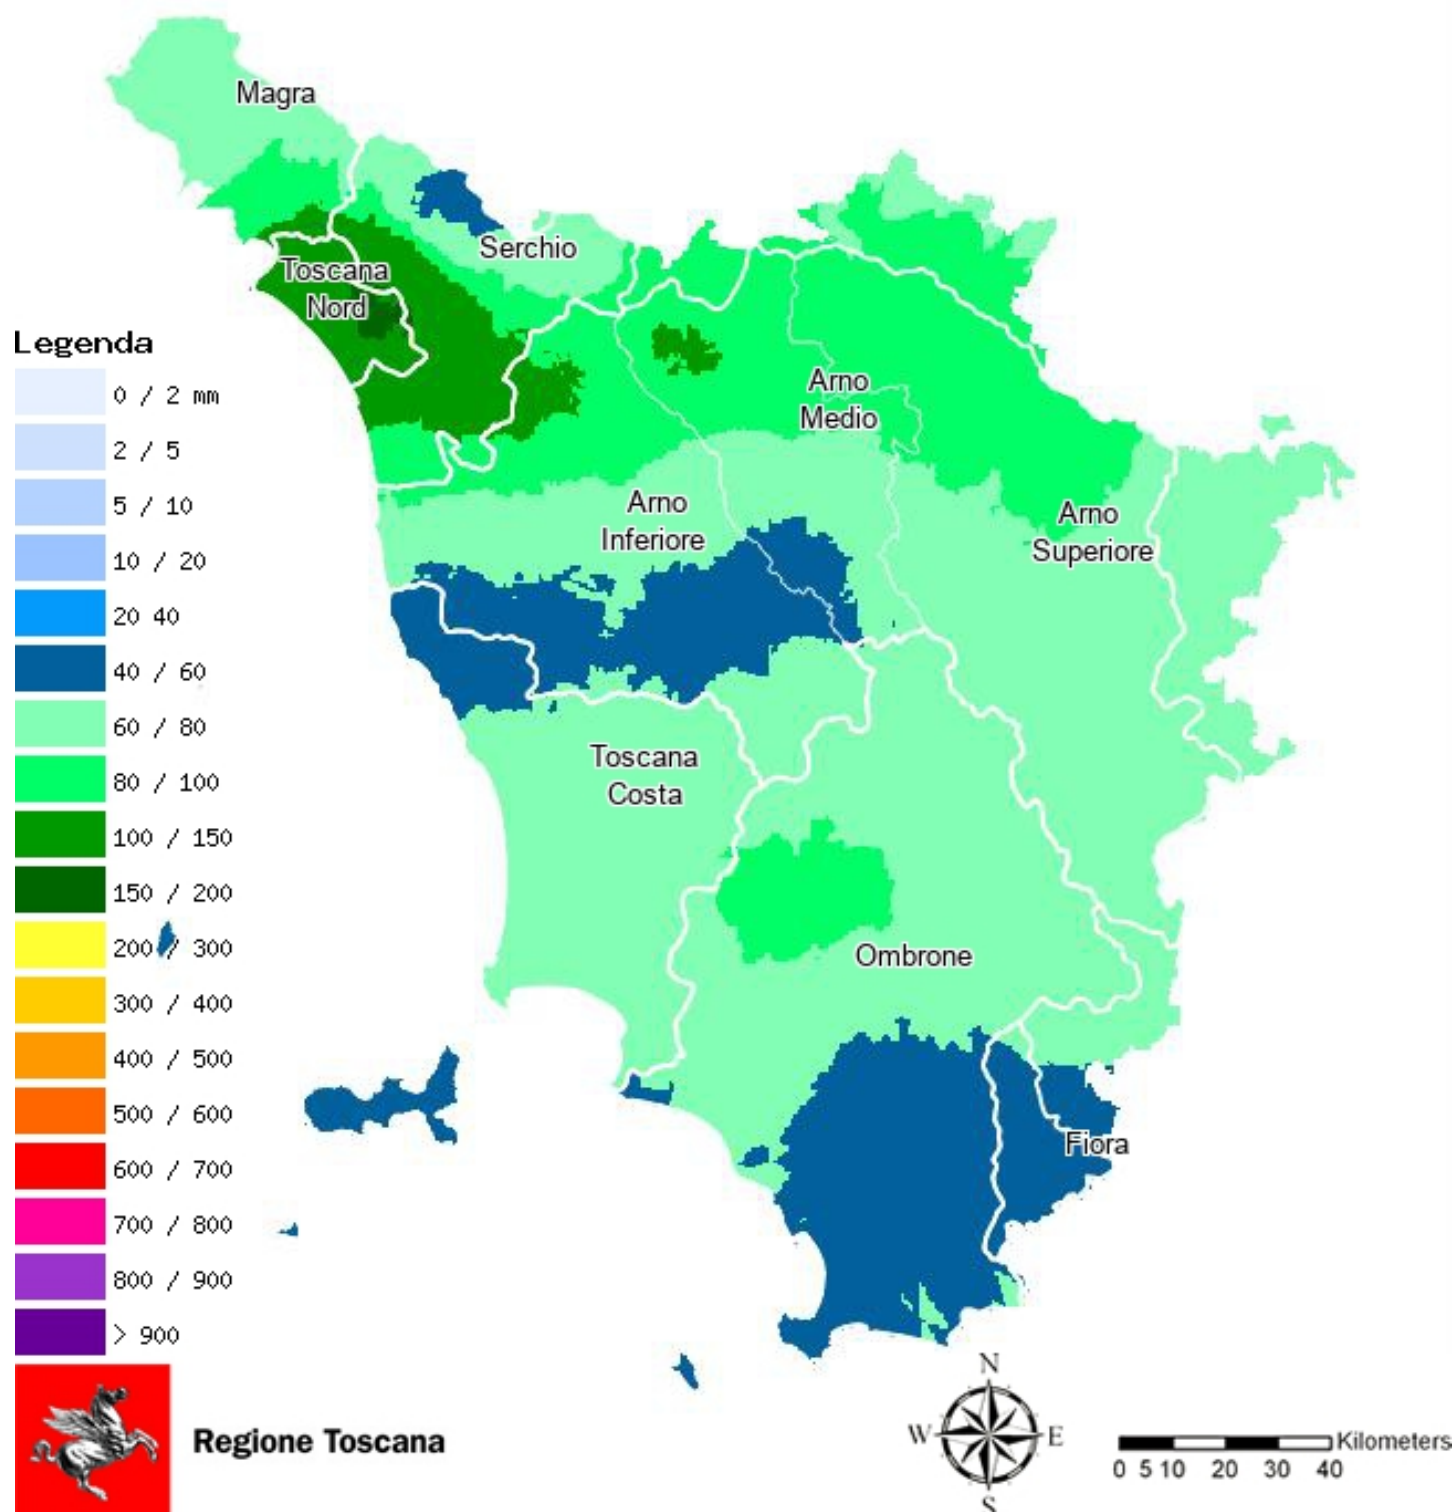 Magra
Serchio
Toscana
Nord
Legenda
0 / 2 mm
2 / 5
5 / 10
10 / 20
20 40
40 / 60
60 / 80
80 / 100
100 / 150
150 / 200
200 / 300
300 / 400
400 / 500
500 / 600
600 / 700
700 / 800
800 / 900
> 900
Arno
Medio
Arno
Inferiore
Arno
Superiore
Toscana
Costa
Ombrone
Fiora
Regione Toscana
N
W E
S
Kilometers
0 5 10 20 30 40